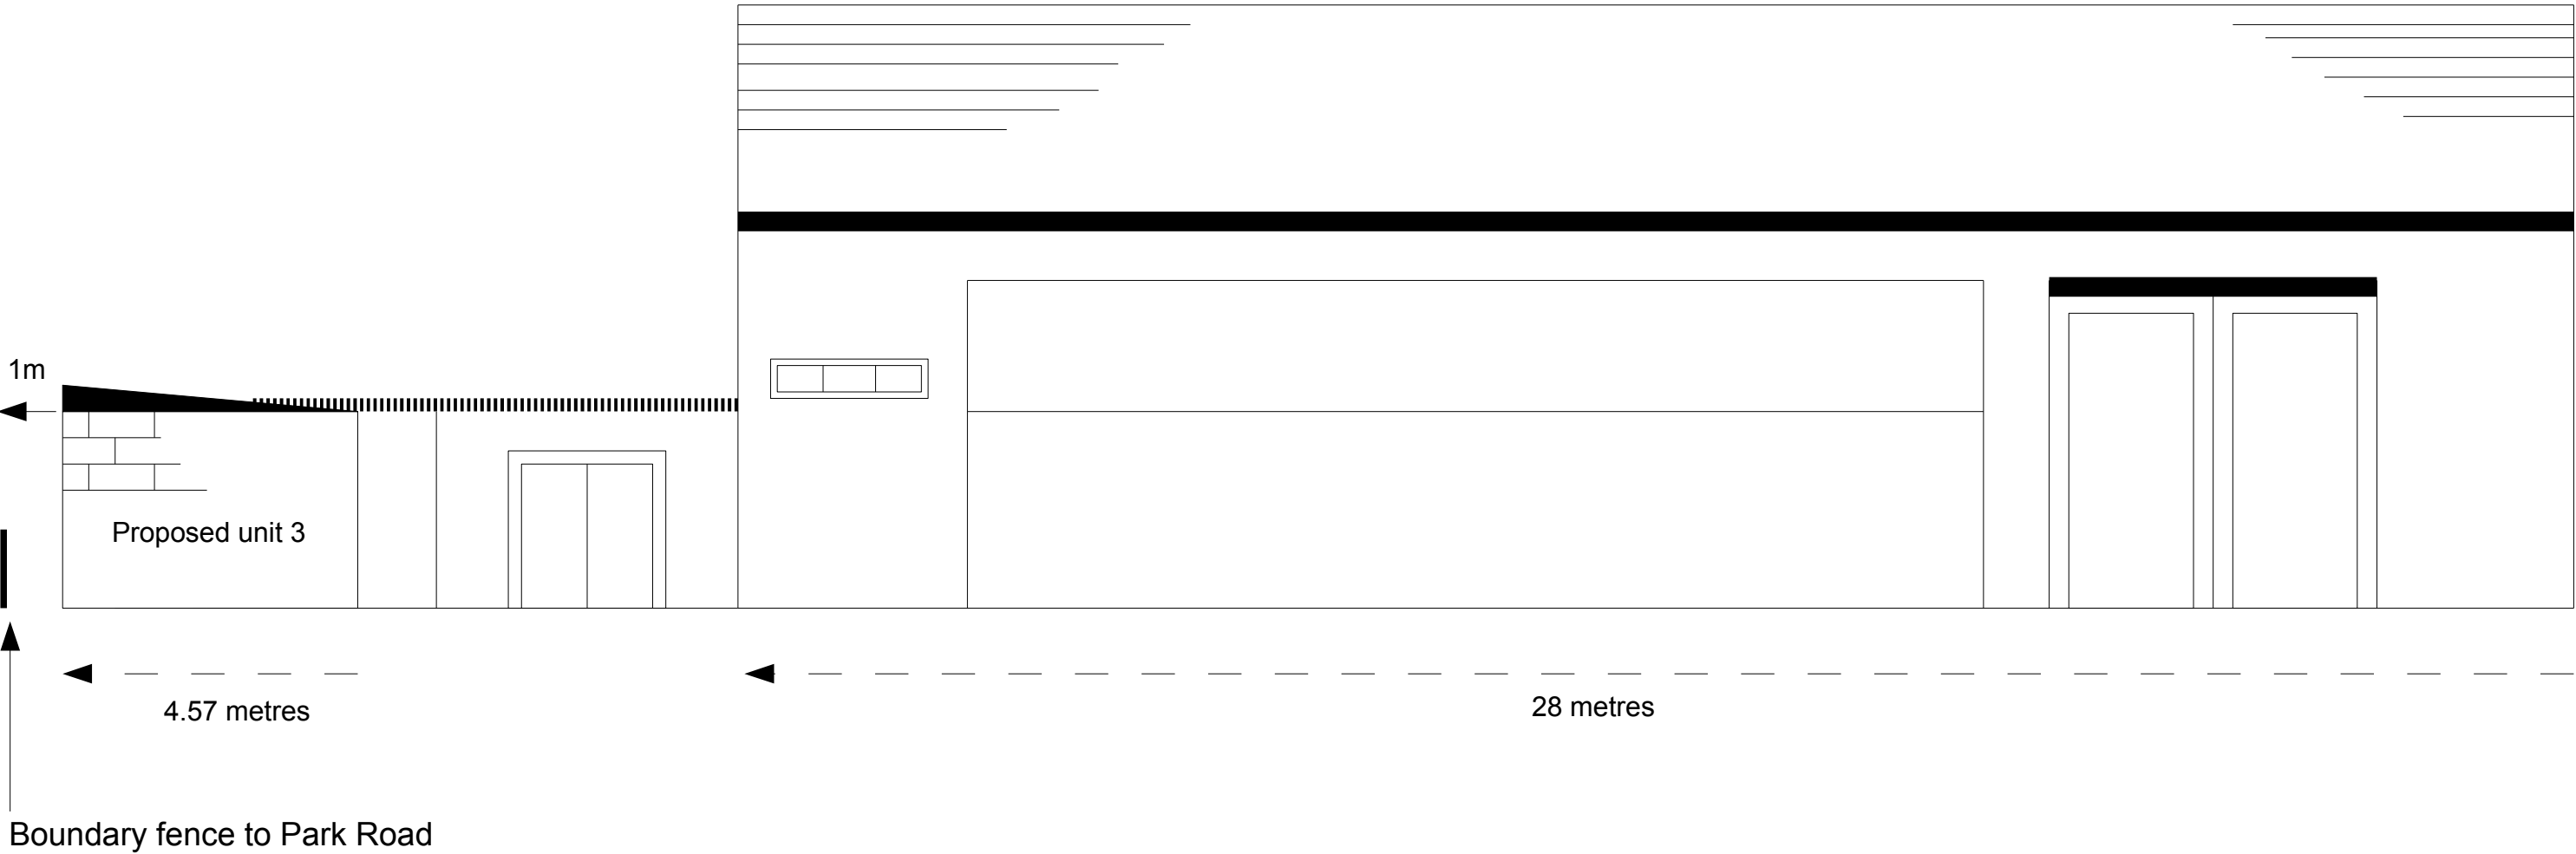 1m
Proposed unit 3
4.57 metres
28 metres
Boundary fence to Park Road